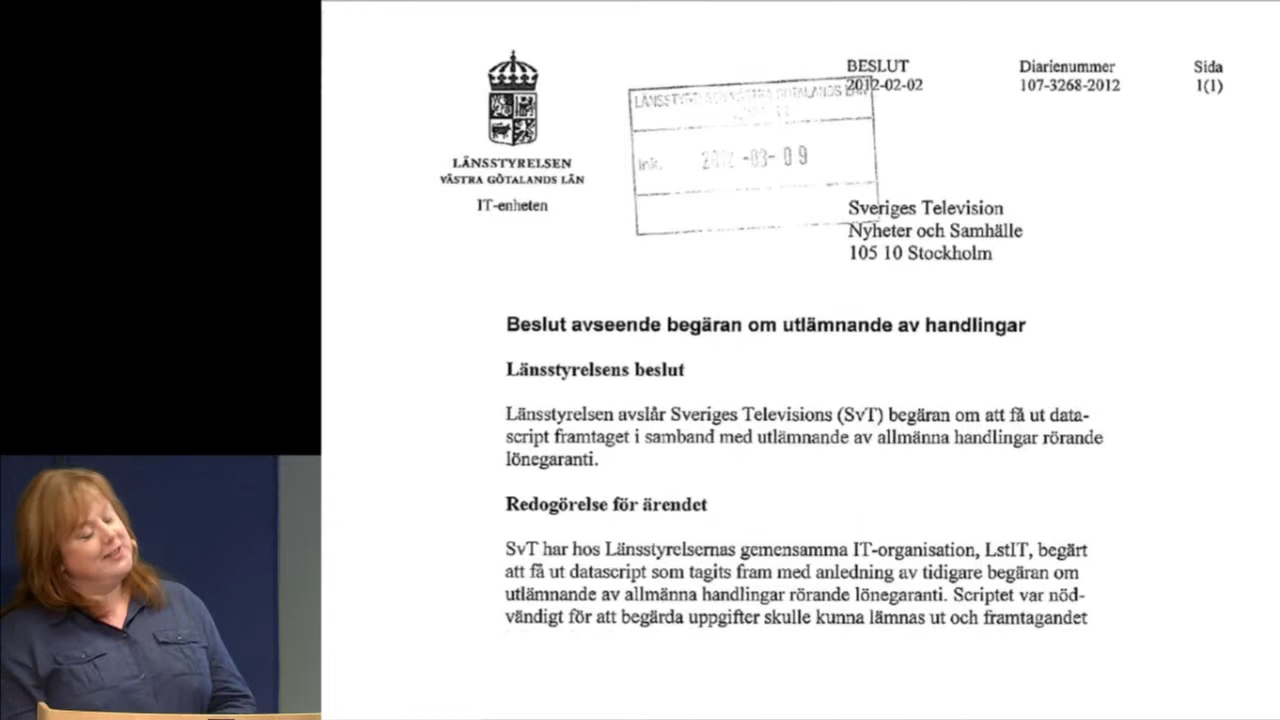 BESLUT
2012-02-02
Diarienummer
107-3268-2012
Sida
1(1)
LÄNSSTYRELSEN VÄSTRA GÖTALANDS LÄN
Ink. 2012 -03- 09
LÄNSSTYRELSEN
VÄSTRA GÖTALANDS LÄN
IT-enheten
Sveriges Television
Nyheter och Samhälle
105 10 Stockholm
Beslut avseende begäran om utlämnande av handlingar
Länsstyrelsens beslut
Länsstyrelsen avslår Sveriges Televisions (SvT) begäran om att få ut data-
script framtaget i samband med utlämnande av allmänna handlingar rörande
lönegaranti.
Redogörelse för ärendet
SvT har hos Länsstyrelsernas gemensamma IT-organisation, LstIT, begärt
att få ut datascript som tagits fram med anledning av tidigare begäran om
utlämnande av allmänna handlingar rörande lönegaranti. Scriptet var nöd-
vändigt för att begärda uppgifter skulle kunna lämnas ut och framtagandet